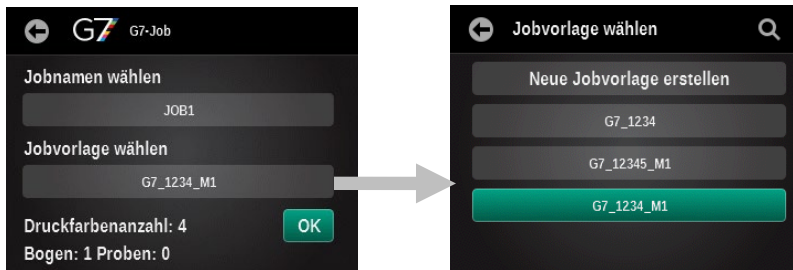 G7 G7-Job
Jobnamen wählen
JOB1
Jobvorlage wählen
G7_1234_M1
Druckfarbenanzahl: 4
OK
Bogen: 1 Proben: 0
Jobvorlage wählen
Neue Jobvorlage erstellen
G7_1234
G7_12345_M1
G7_1234_M1